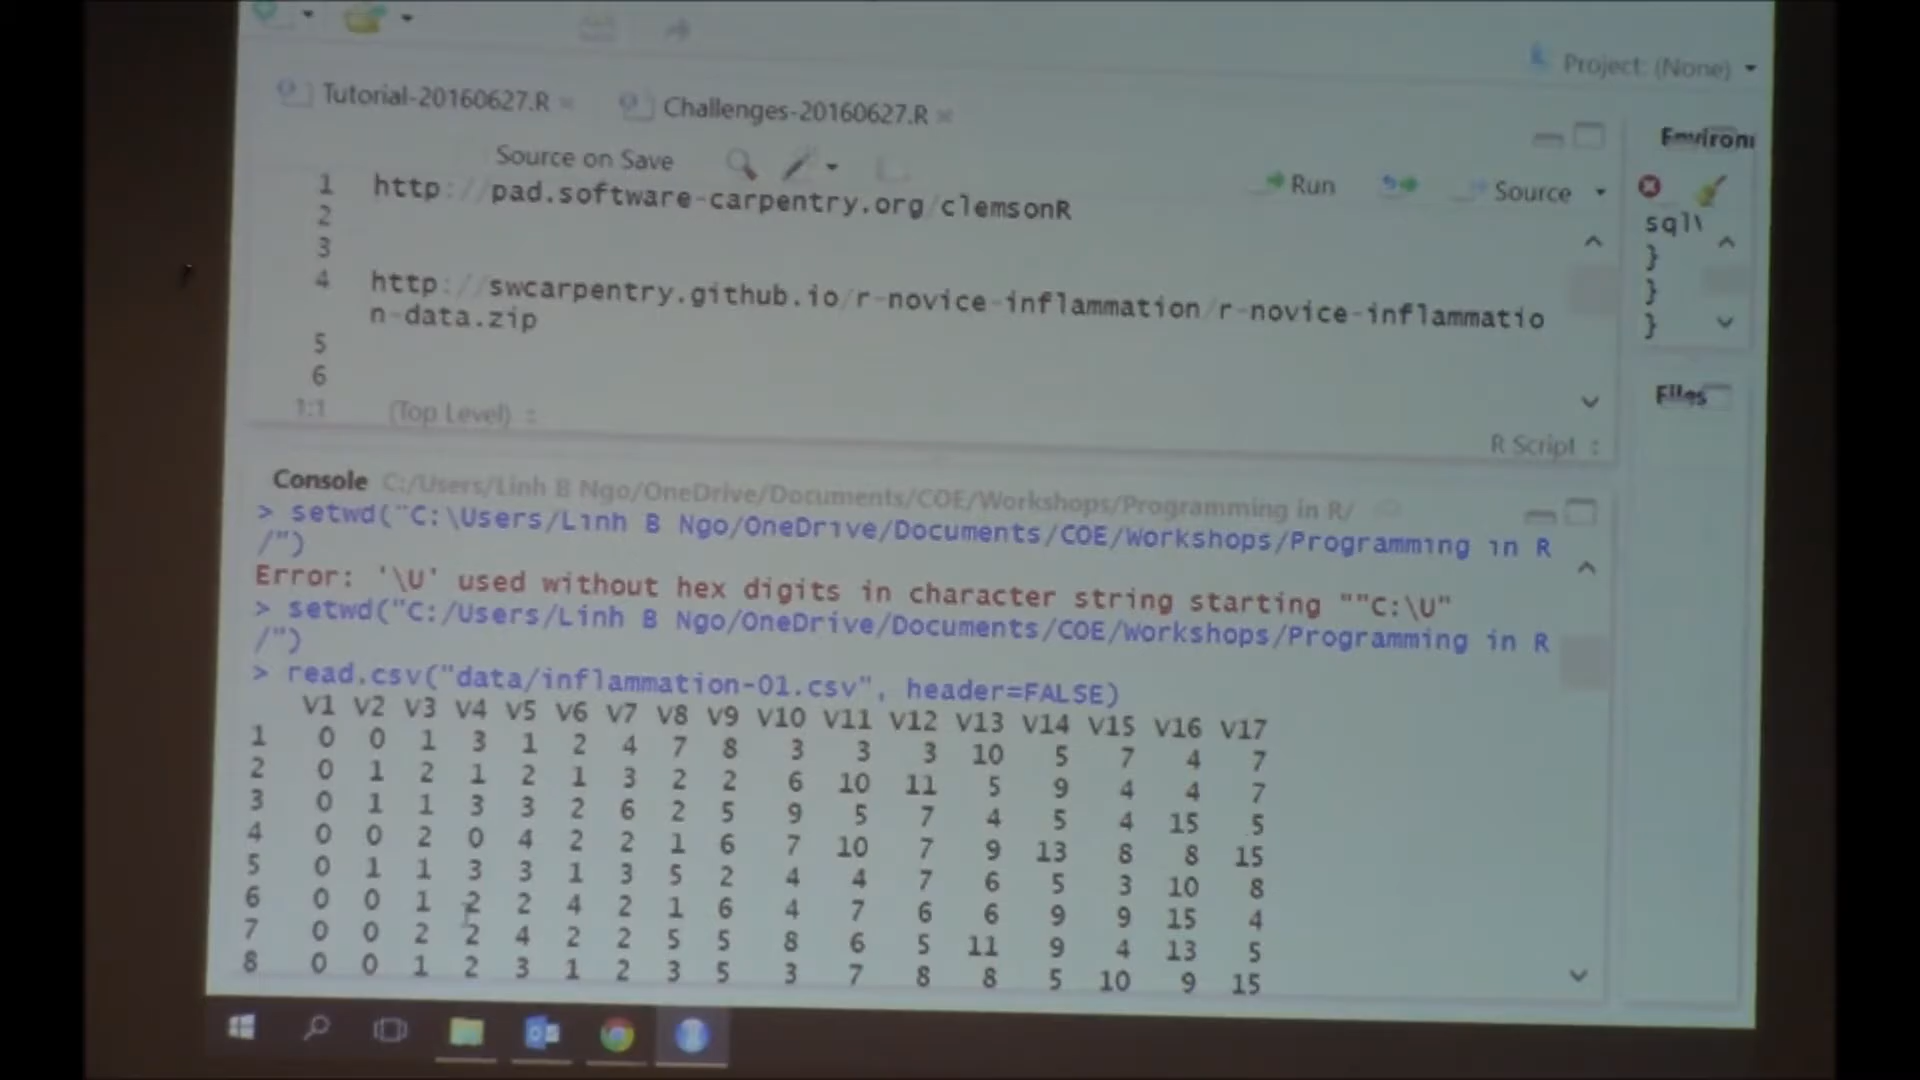 Project: (None)
Tutorial-20160627.R
Challenges-20160627.R
Environ
Source on Save
Run
Source
1 http://pad.software-carpentry.org/clemsonR
2
3
4 http://swcarpentry.github.io/r-novice-inflammation/r-novice-inflammatio
n-data.zip
5
6
}
}
}
Files
1:1 (Top Level)
R Script
Console C:/Users/Linh B Ngo/OneDrive/Documents/COE/Workshops/Programming in R/
> setwd("C:\Users/Linh B Ngo/OneDrive/Documents/COE/Workshops/Programming in R
/")
Error: '\U' used without hex digits in character string starting ""C:\U"
> setwd("C:/Users/Linh B Ngo/OneDrive/Documents/COE/Workshops/Programming in R
/")
> read.csv("data/inflammation-01.csv", header=FALSE)
V1 V2 V3 V4 V5 V6 V7 V8 V9 V10 V11 V12 V13 V14 V15 V16 V17
1 0 0 1 3 1 2 4 7 8 3 3 3 10 5 7 4 7
2 0 1 2 1 2 1 3 2 2 6 10 11 5 9 4 4 7
3 0 1 1 3 3 2 6 2 5 9 5 7 4 5 4 15 5
4 0 0 2 0 4 2 2 1 6 7 10 7 9 13 8 8 15
5 0 1 1 3 3 1 3 5 2 4 4 7 6 5 3 10 8
6 0 0 1 2 2 4 2 1 6 4 7 6 6 9 9 15 4
7 0 0 2 2 4 2 2 5 5 8 6 5 11 9 4 13 5
8 0 0 1 2 3 1 2 3 5 3 7 8 8 5 10 9 15